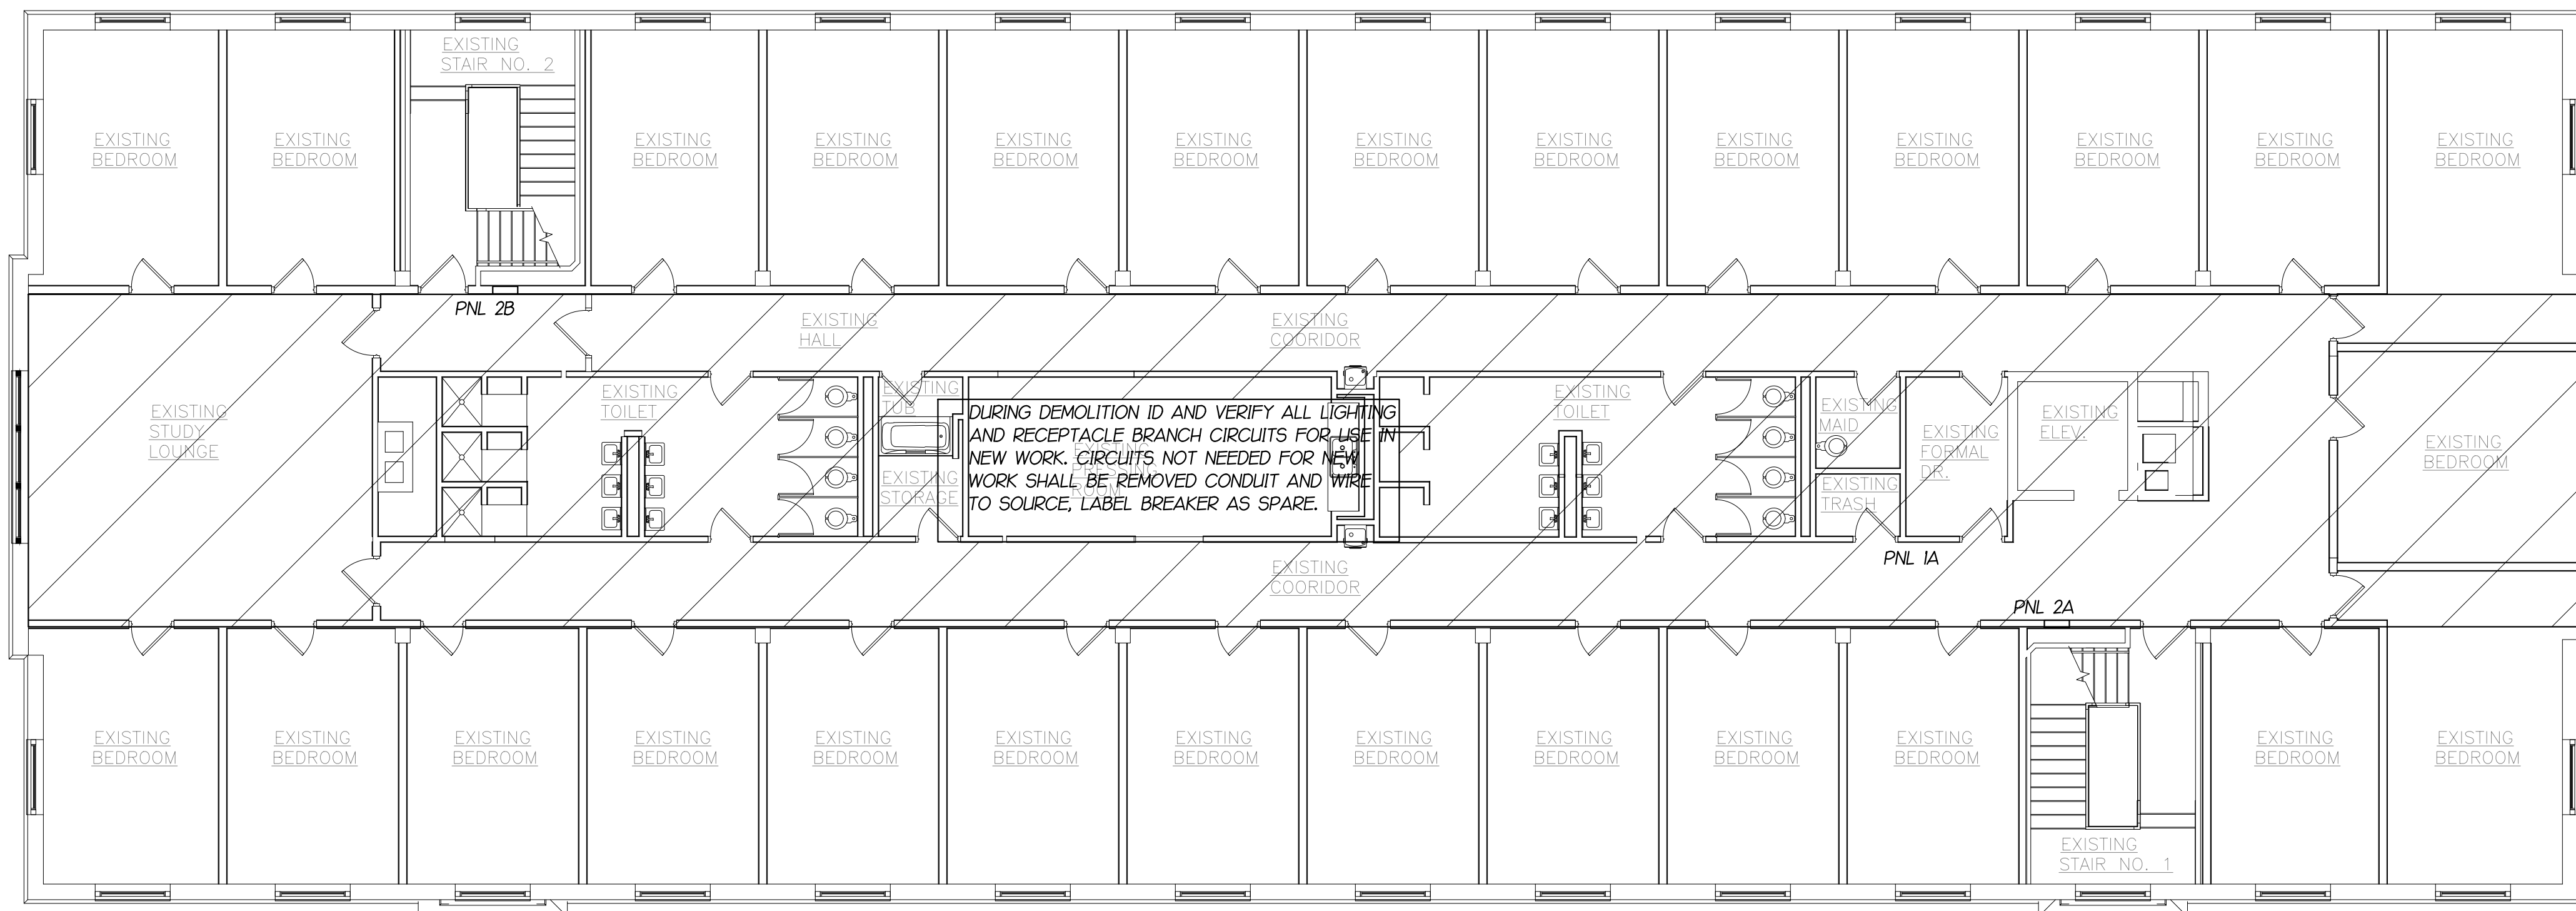 EXISTING
STAIR NO. 2
EXISTING
BEDROOM
EXISTING
BEDROOM
EXISTING
BEDROOM
EXISTING
BEDROOM
EXISTING
BEDROOM
EXISTING
BEDROOM
EXISTING
BEDROOM
EXISTING
BEDROOM
EXISTING
BEDROOM
EXISTING
BEDROOM
EXISTING
BEDROOM
EXISTING
BEDROOM
EXISTING
BEDROOM
PNL 2B
EXISTING
HALL
EXISTING
COORIDOR
EXISTING
STUDY
LOUNGE
EXISTING
TOILET
EXISTING
TUB
EXISTING
STORAGE
DURING DEMOLITION ID AND VERIFY ALL LIGHTING
AND RECEPTACLE BRANCH CIRCUITS FOR USE IN
NEW WORK. CIRCUITS NOT NEEDED FOR NEW
WORK SHALL BE REMOVED CONDUIT AND WIRE
TO SOURCE, LABEL BREAKER AS SPARE.
EXISTING
PRESSING
ROOM
EXISTING
TOILET
EXISTING
MAID
EXISTING
TRASH
EXISTING
FORMAL
DR.
EXISTING
ELEV.
EXISTING
BEDROOM
EXISTING
COORIDOR
PNL 1A
PNL 2A
EXISTING
BEDROOM
EXISTING
BEDROOM
EXISTING
BEDROOM
EXISTING
BEDROOM
EXISTING
BEDROOM
EXISTING
BEDROOM
EXISTING
BEDROOM
EXISTING
BEDROOM
EXISTING
BEDROOM
EXISTING
BEDROOM
EXISTING
BEDROOM
EXISTING
BEDROOM
EXISTING
BEDROOM
EXISTING
STAIR NO. 1